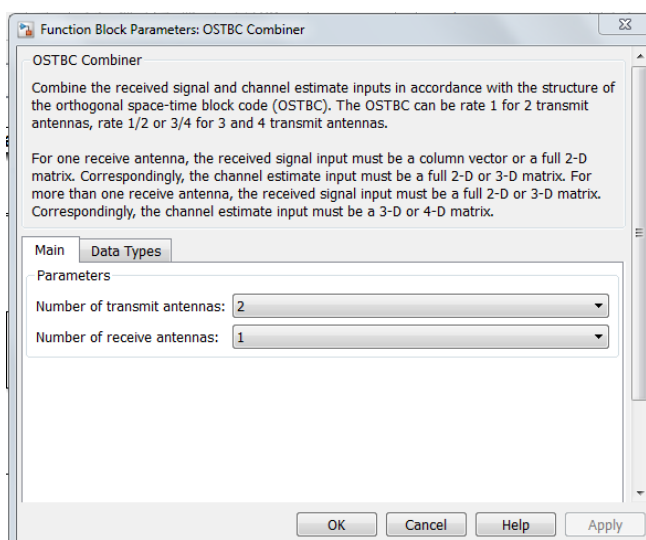 Function Block Parameters: OSTBC Combiner
OSTBC Combiner
Combine the received signal and channel estimate inputs in accordance with the structure of
the orthogonal space-time block code (OSTBC). The OSTBC can be rate 1 for 2 transmit
antennas, rate 1/2 or 3/4 for 3 and 4 transmit antennas.
For one receive antenna, the received signal input must be a column vector or a full 2-D
matrix. Correspondingly, the channel estimate input must be a full 2-D or 3-D matrix. For
more than one receive antenna, the received signal input must be a full 2-D or 3-D matrix.
Correspondingly, the channel estimate input must be a 3-D or 4-D matrix.
Main Data Types
Parameters
Number of transmit antennas: 2
Number of receive antennas: 1
OK Cancel Help Apply